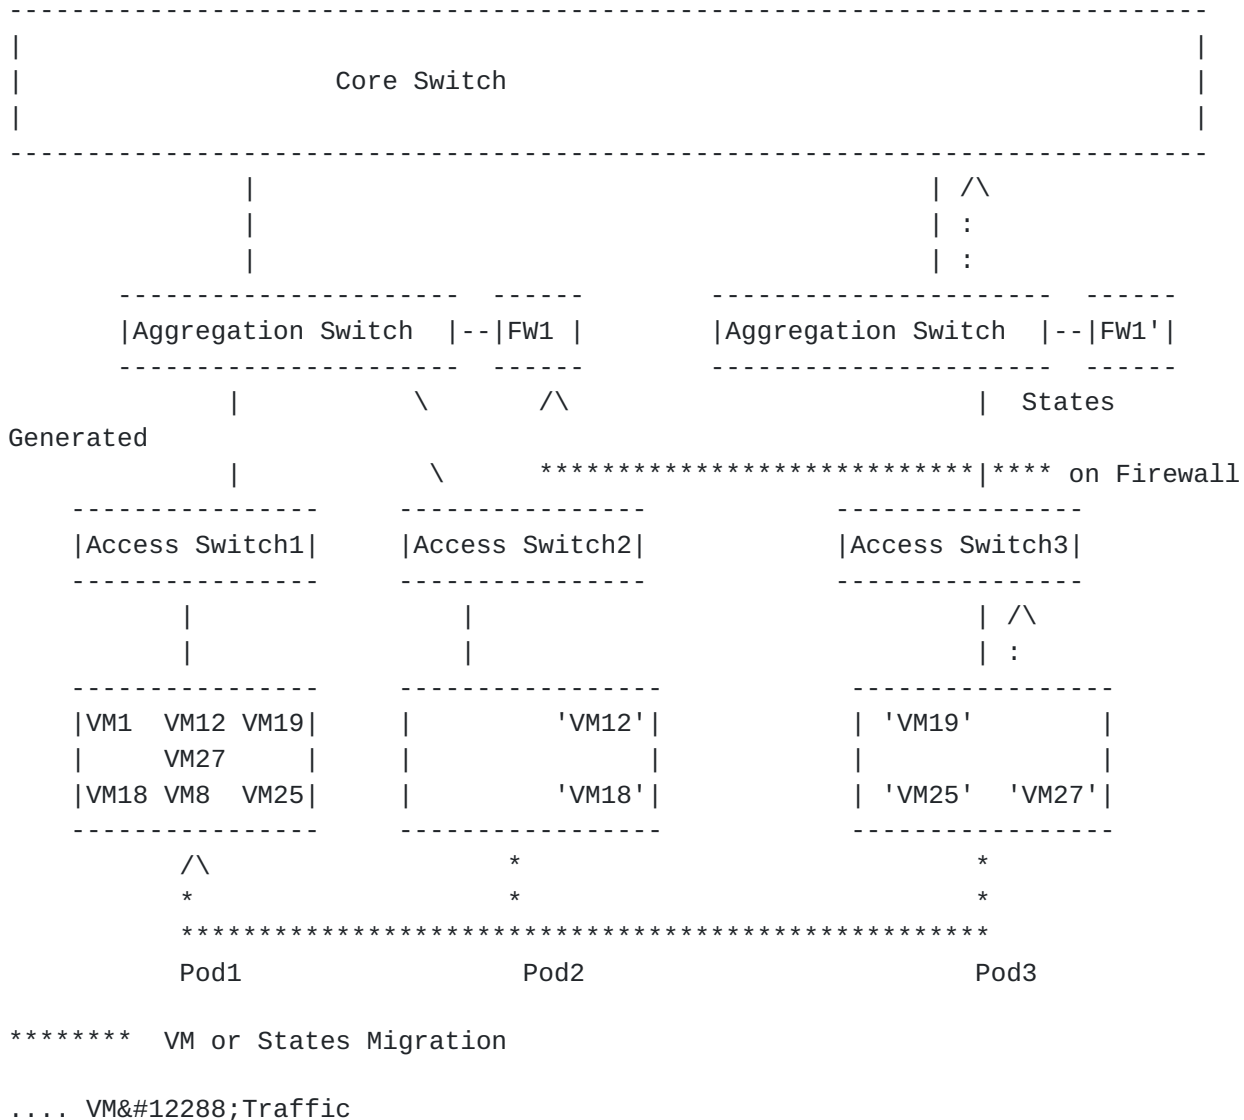 -----------------------------------------------------------------------------
|                                                                            |
|                    Core Switch                                             |
|                                                                            |
-----------------------------------------------------------------------------
               |                                           | /\
               |                                           | :
               |                                           | :
       ----------------------  ------        ----------------------  ------
       |Aggregation Switch  |--|FW1 |        |Aggregation Switch  |--|FW1'|
       ----------------------  ------        ----------------------  ------
              |           \       /\                          |  States
Generated
              |            \      ****************************|**** on Firewall
    ----------------     ----------------            ----------------
    |Access Switch1|     |Access Switch2|            |Access Switch3|
    ----------------     ----------------            ----------------
           |                 |                                | /\
           |                 |                                | :
    ----------------     -----------------            -----------------
    |VM1  VM12 VM19|     |         'VM12'|            | 'VM19'        |
    |     VM27     |     |               |            |               |
    |VM18 VM8  VM25|     |         'VM18'|            | 'VM25'  'VM27'|
    ----------------     -----------------            -----------------
           /\                   *                             *
           *                    *                             *
           ****************************************************
           Pod1                  Pod2                         Pod3
******** VM or States Migration
.... VM&#12288;Traffic